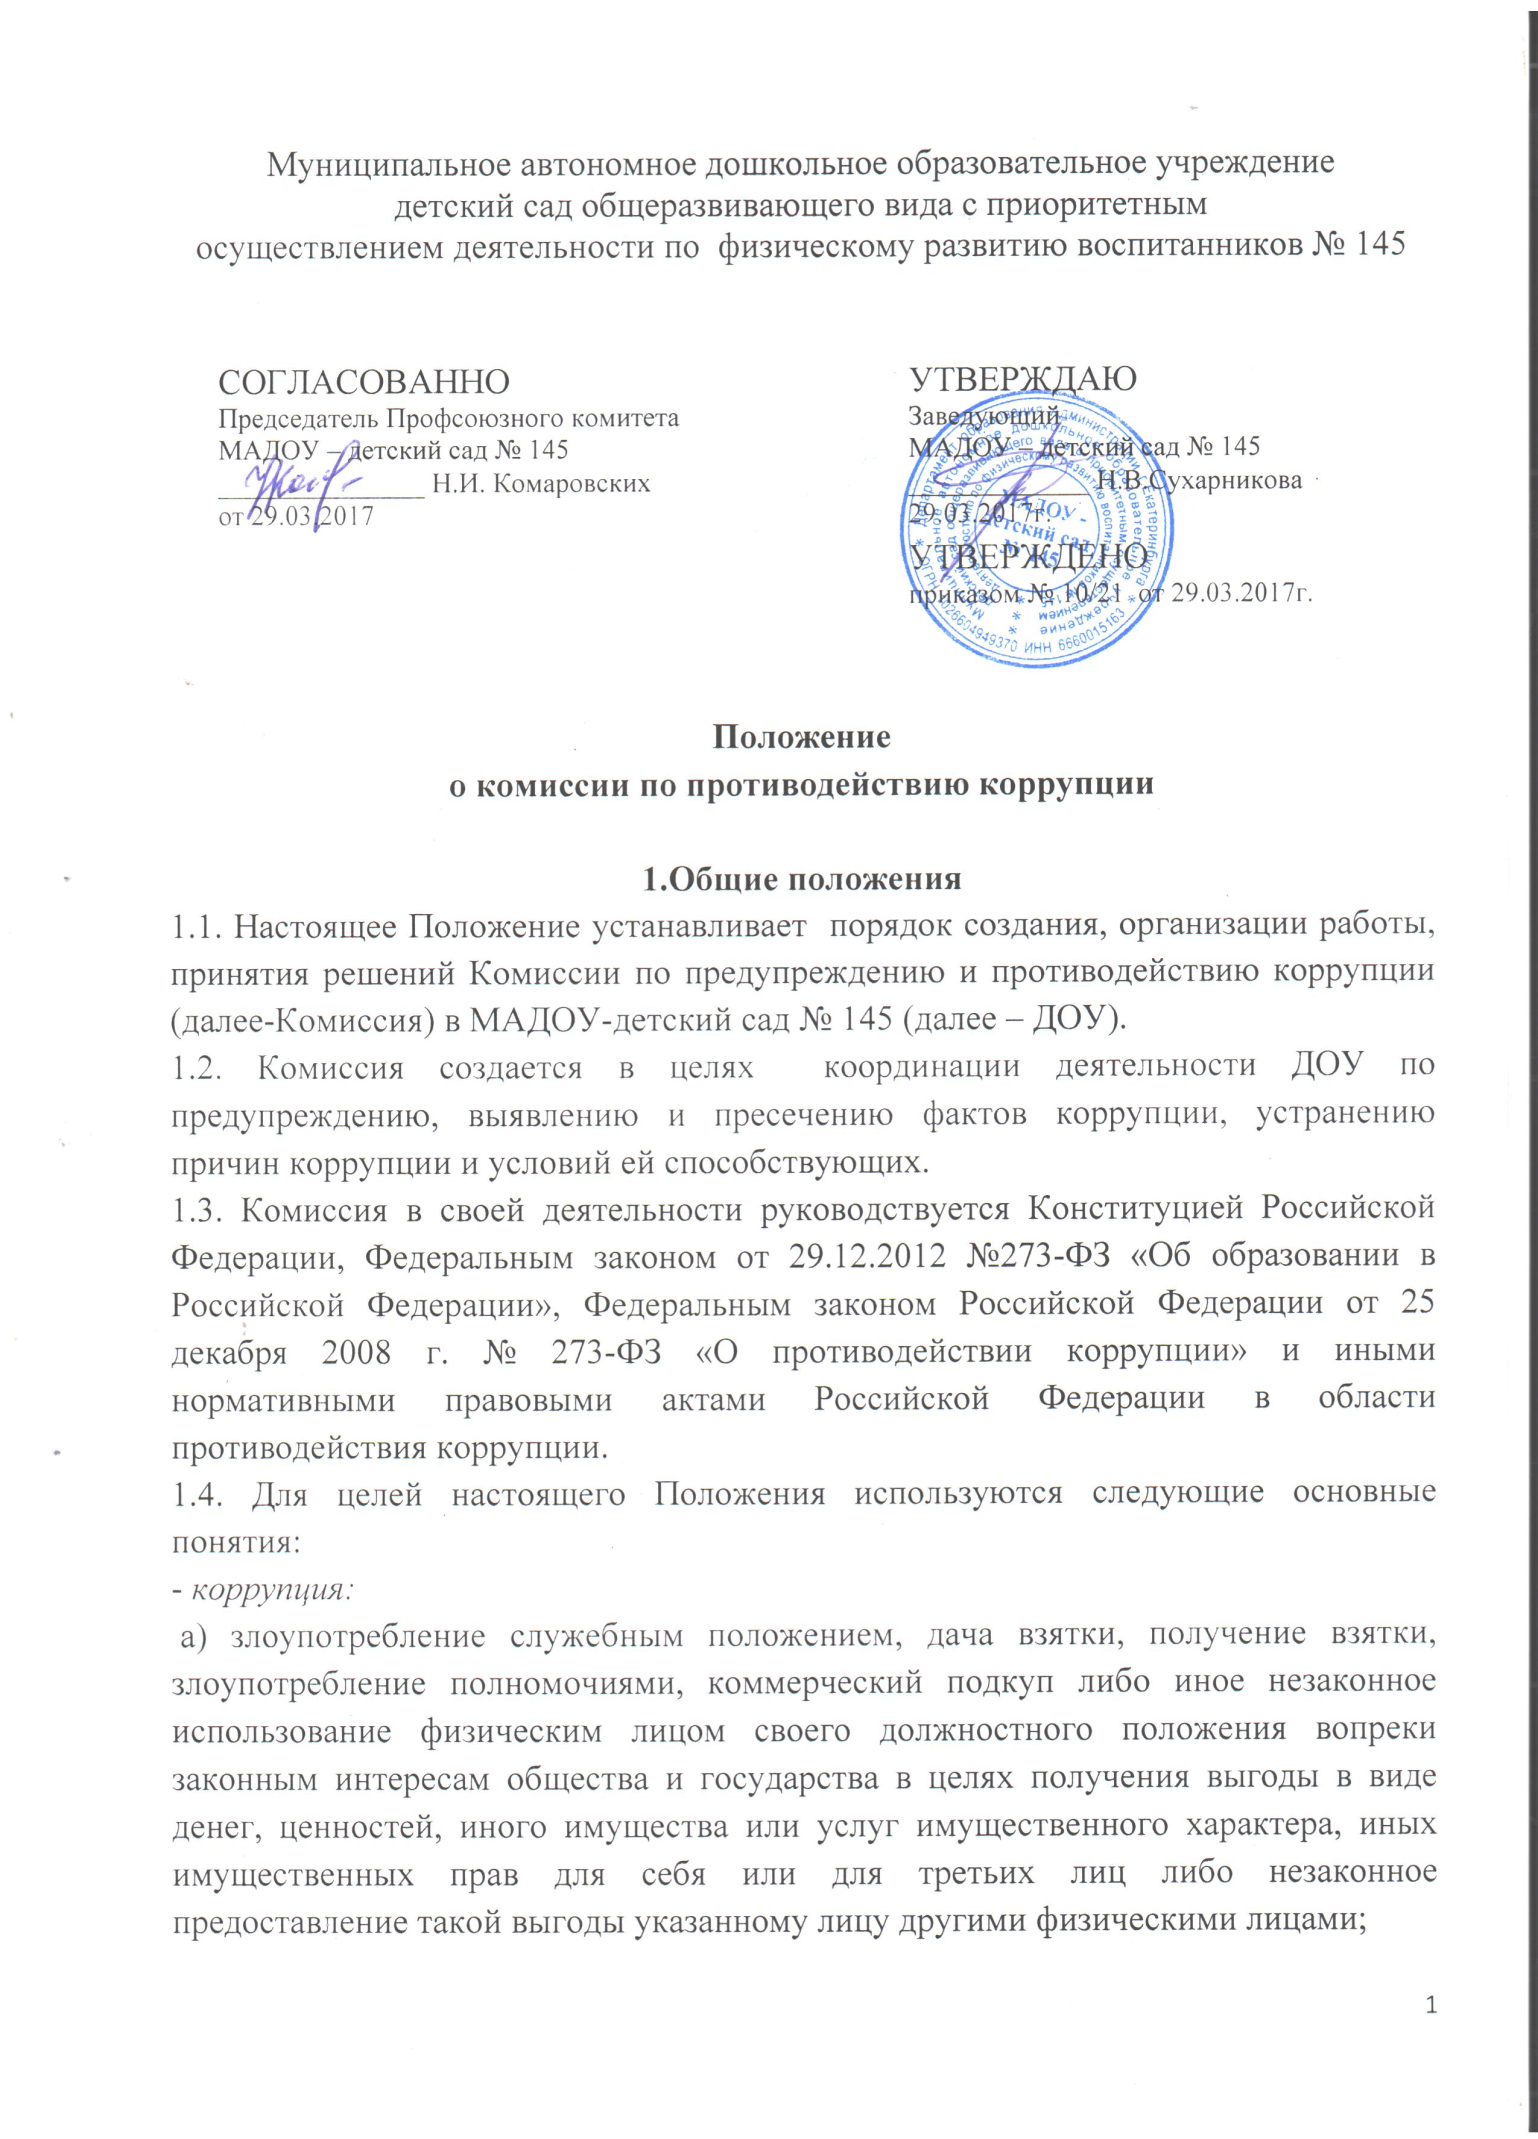 Муниципальное автономное дошкольное образовательное учреждение
детский сад общеразвивающего вида с приоритетным
осуществлением деятельности по физическому развитию воспитанников № 145
СОГЛАСОВАННО
Председатель Профсоюзного комитета
МАДОУ – детский сад № 145
_______________ Н.И. Комаровских
от 29.03.2017
УТВЕРЖДАЮ
Заведующий
МАДОУ – детский сад № 145
_____________ Н.В.Сухарникова
29.03.2017г.
УТВЕРЖДЕНО
приказом № 10/21 от 29.03.2017г.
МАДОУ -
детский сад
№ 145
ИНН 6660015163
Положение
о комиссии по противодействию коррупции
1.Общие положения
1.1. Настоящее Положение устанавливает порядок создания, организации работы,
принятия решений Комиссии по предупреждению и противодействию коррупции
(далее-Комиссия) в МАДОУ-детский сад № 145 (далее – ДОУ).
1.2. Комиссия создается в целях координации деятельности ДОУ по
предупреждению, выявлению и пресечению фактов коррупции, устранению
причин коррупции и условий ей способствующих.
1.3. Комиссия в своей деятельности руководствуется Конституцией Российской
Федерации, Федеральным законом от 29.12.2012 №273-ФЗ «Об образовании в
Российской Федерации», Федеральным законом Российской Федерации от 25
декабря 2008 г. № 273-ФЗ «О противодействии коррупции» и иными
нормативными правовыми актами Российской Федерации в области
противодействия коррупции.
1.4. Для целей настоящего Положения используются следующие основные
понятия:
- коррупция:
а) злоупотребление служебным положением, дача взятки, получение взятки,
злоупотребление полномочиями, коммерческий подкуп либо иное незаконное
использование физическим лицом своего должностного положения вопреки
законным интересам общества и государства в целях получения выгоды в виде
денег, ценностей, иного имущества или услуг имущественного характера, иных
имущественных прав для себя или для третьих лиц либо незаконное
предоставление такой выгоды указанному лицу другими физическими лицами;
1